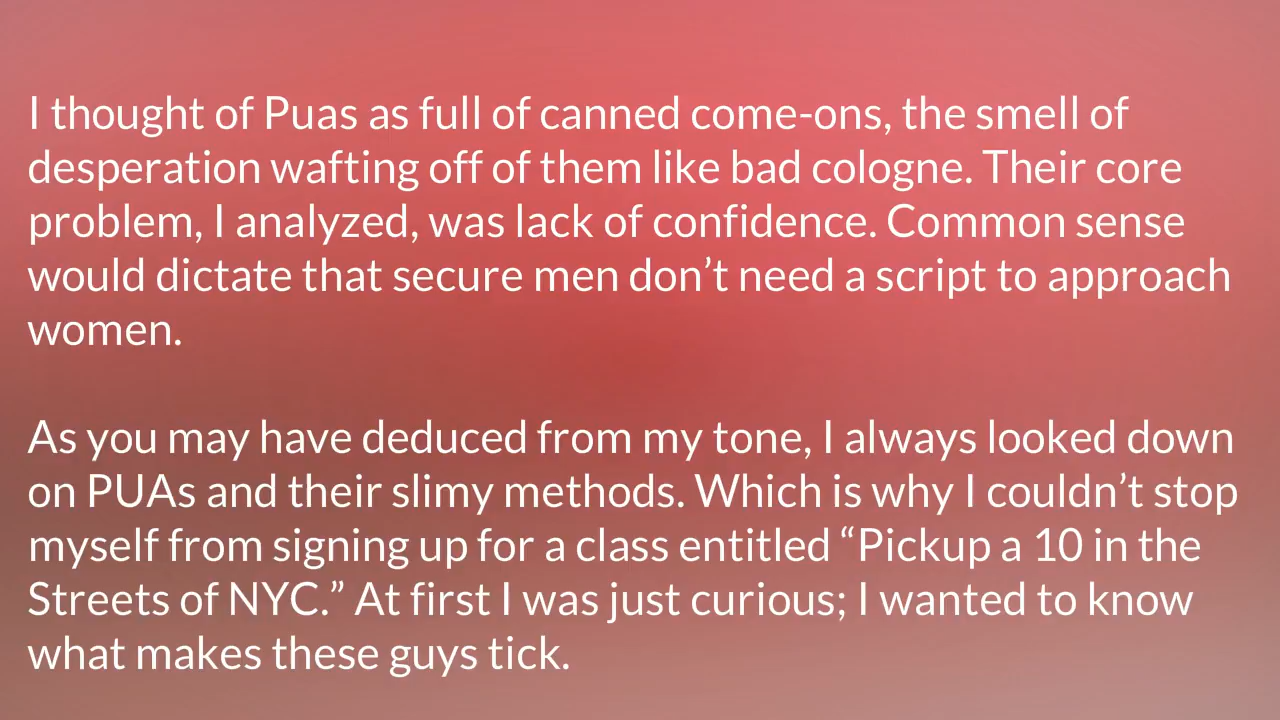 I thought of Puas as full of canned come-ons, the smell of
desperation wafting off of them like bad cologne. Their core
problem, I analyzed, was lack of confidence. Common sense
would dictate that secure men don’t need a script to approach
women.
As you may have deduced from my tone, I always looked down
on PUAs and their slimy methods. Which is why I couldn’t stop
myself from signing up for a class entitled “Pickup a 10 in the
Streets of NYC.” At first I was just curious; I wanted to know
what makes these guys tick.